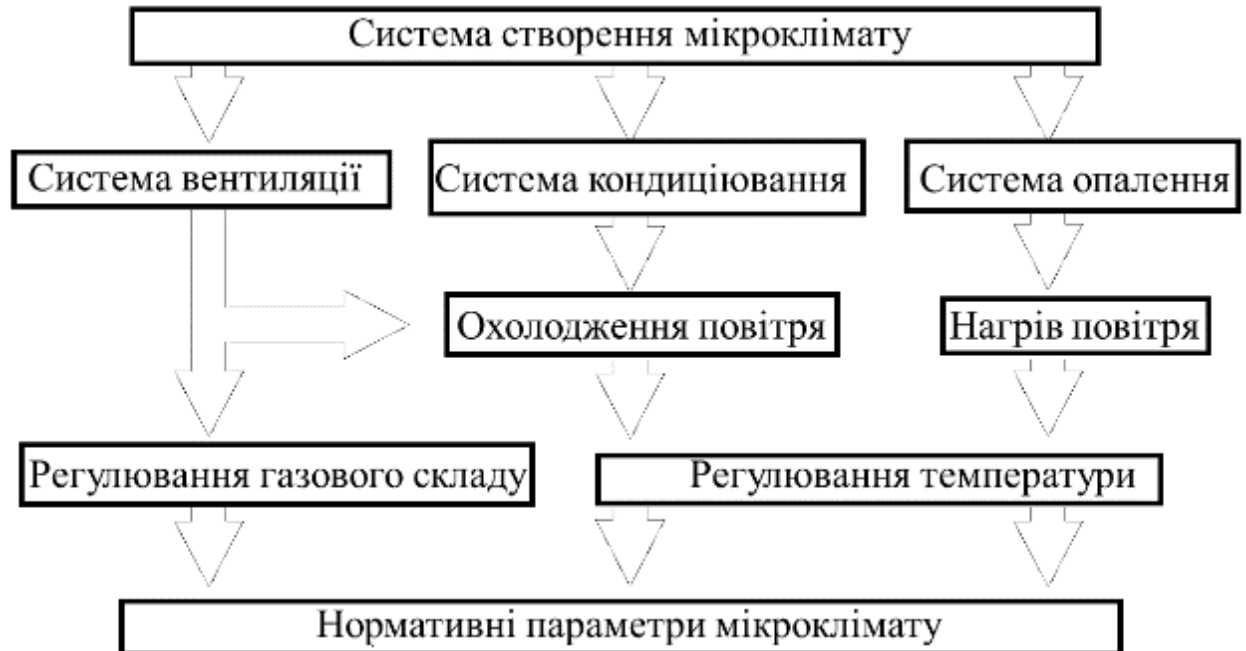 Система створення мікроклімату
Система вентиляції
Система кондиціювання
Система опалення
Охолодження повітря
Нагрів повітря
Регулювання газового складу
Регулювання температури
Нормативні параметри мікроклімату